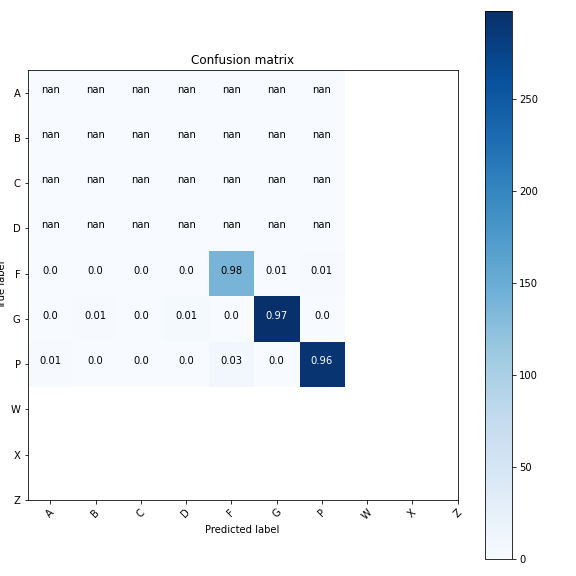 Confusion matrix
A nan nan nan nan nan nan nan
B nan nan nan nan nan nan nan
C nan nan nan nan nan nan nan
D nan nan nan nan nan nan nan
F 0.0 0.0 0.0 0.0 0.98 0.01 0.01
G 0.0 0.01 0.0 0.01 0.0 0.97 0.0
P 0.01 0.0 0.0 0.0 0.03 0.0 0.96
W
X
Z
A B C D F G P W X Z
Predicted label
True label
250
200
150
100
50
0